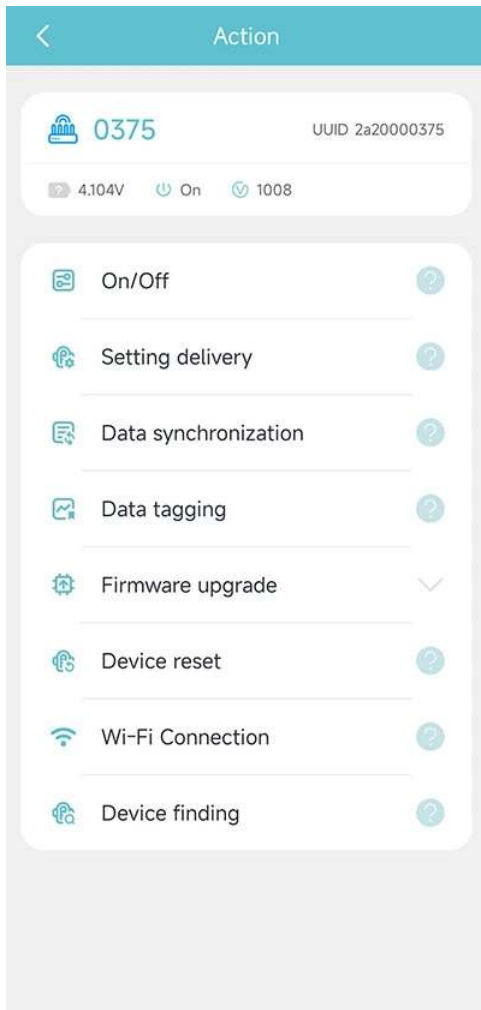 Action
0375 UUID 2a20000375
? 4.104V On V 1008
On/Off ?
Setting delivery ?
Data synchronization ?
Data tagging ?
Firmware upgrade
Device reset ?
Wi-Fi Connection ?
Device finding ?